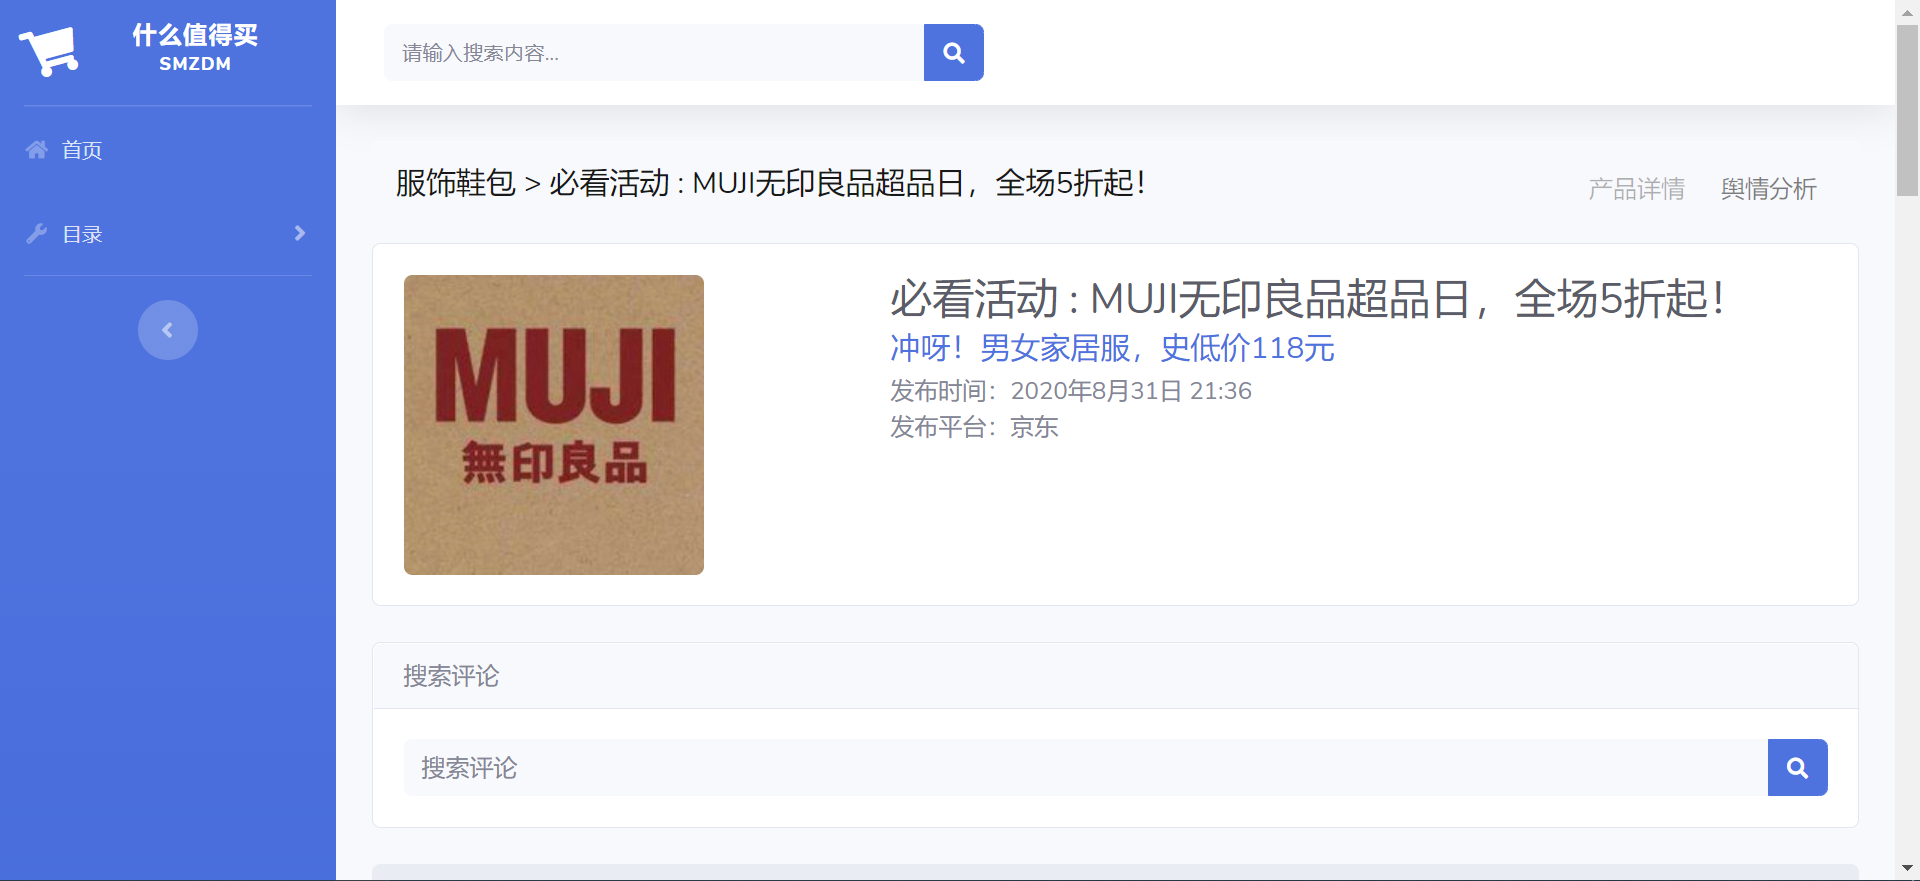 什么值得买
SMZDM
首页
目录
请输入搜索内容...
服饰鞋包 > 必看活动 : MUJI无印良品超品日，全场5折起！
产品详情
舆情分析
MUJI
無印良品
必看活动 : MUJI无印良品超品日，全场5折起！
冲呀！男女家居服，史低价118元
发布时间：2020年8月31日 21:36
发布平台：京东
搜索评论
搜索评论